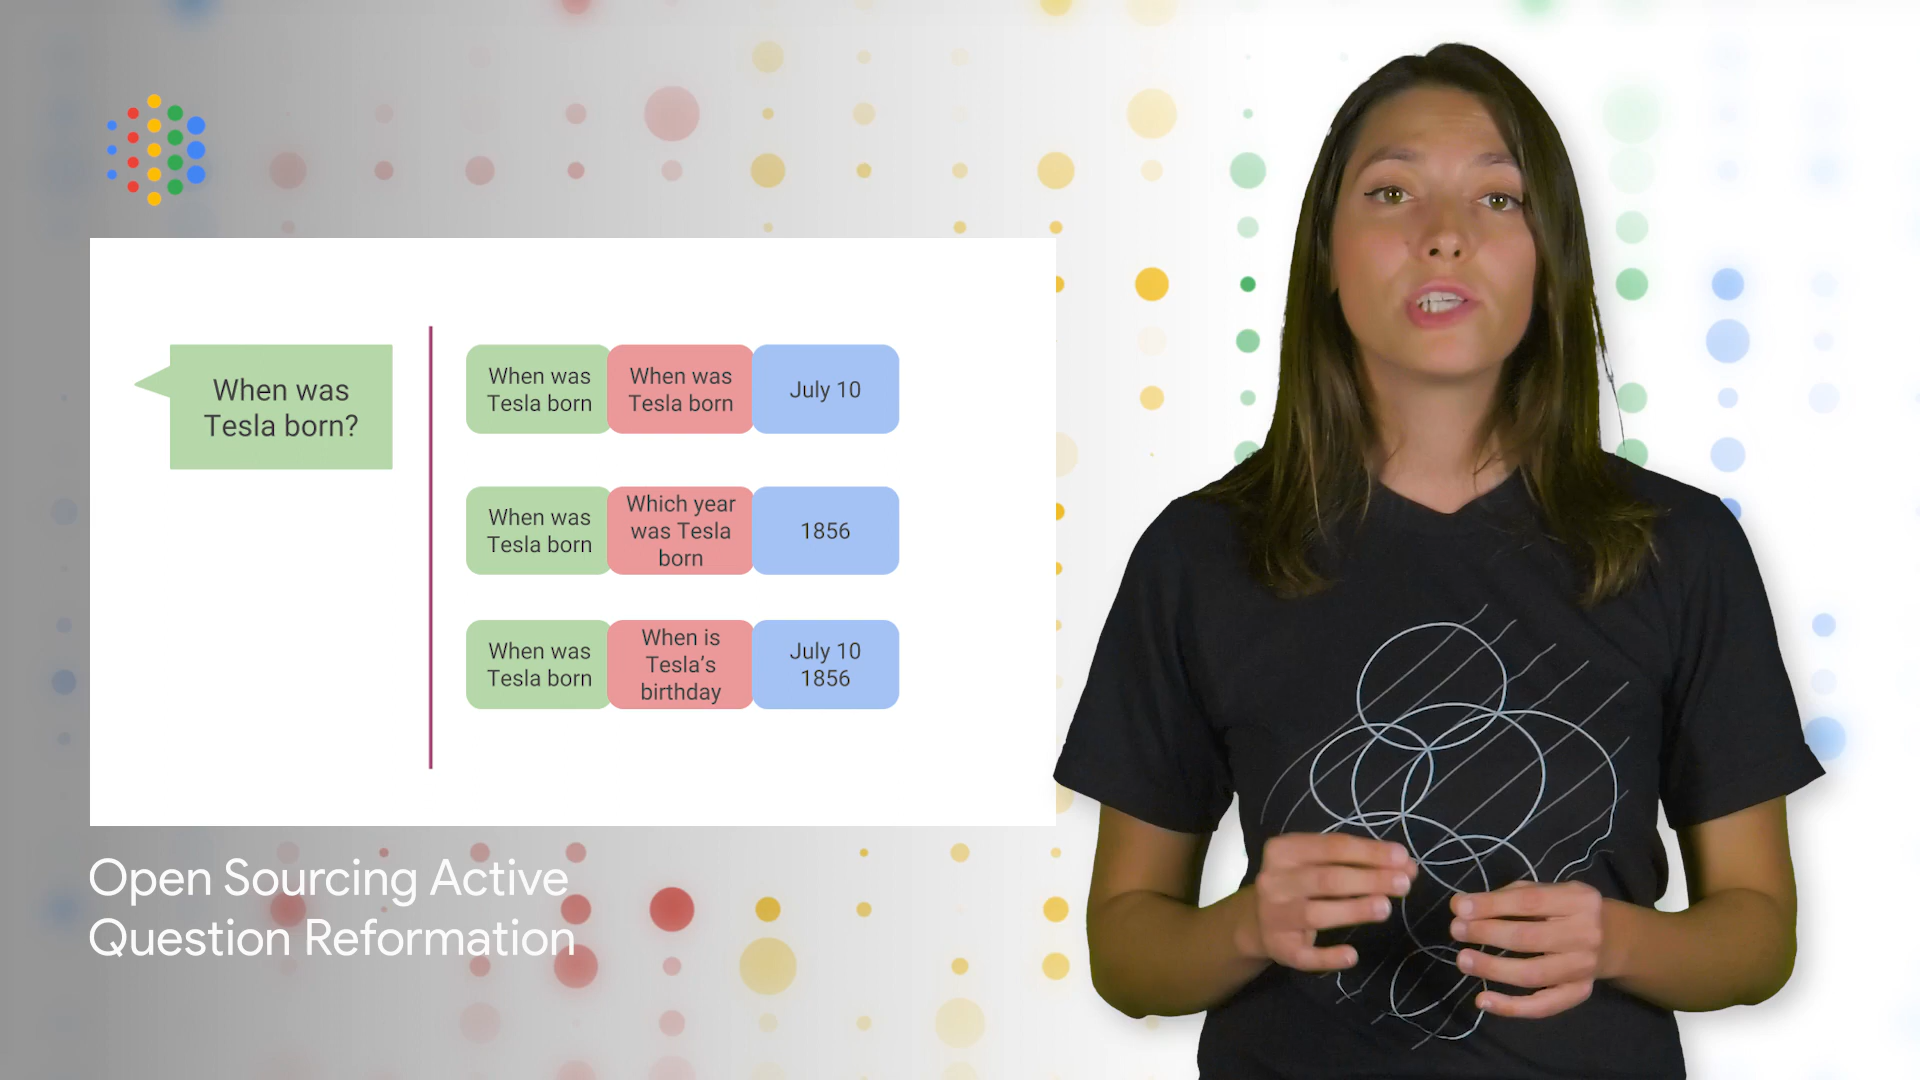 When was
Tesla born?
When was
Tesla born
When was
Tesla born
July 10
When was
Tesla born
Which year
was Tesla
born
1856
When was
Tesla born
When is
Tesla's
birthday
July 10
1856
Open Sourcing Active
Question Reformation